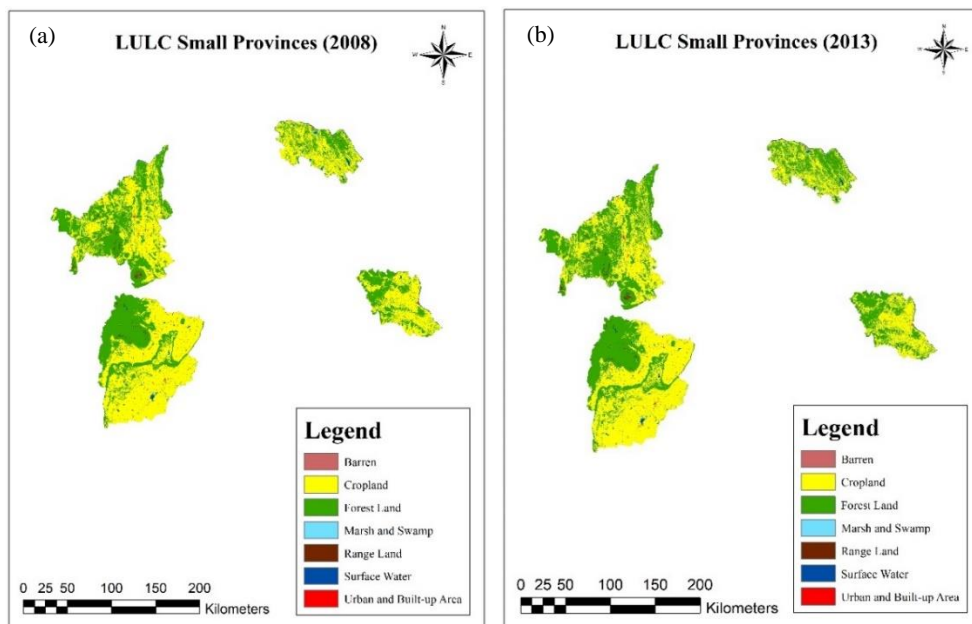 (a)
LULC Small Provinces (2008)
N
W
E
S
Legend
Barren
Cropland
Forest Land
Marsh and Swamp
Range Land
Surface Water
Urban and Built-up Area
0 25 50 100 150 200
Kilometers
(b)
LULC Small Provinces (2013)
N
W
E
S
Legend
Barren
Cropland
Forest Land
Marsh and Swamp
Range Land
Surface Water
Urban and Built-up Area
0 25 50 100 150 200
Kilometers